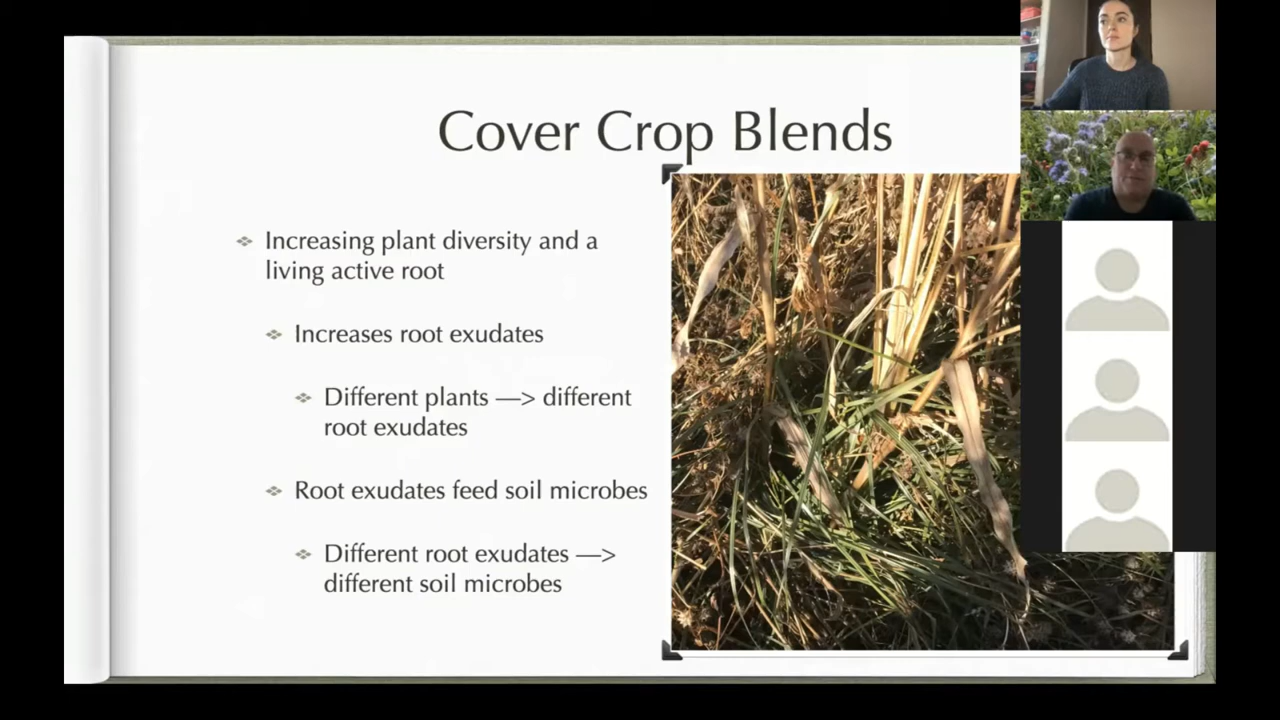 Cover Crop Blends
Increasing plant diversity and a
living active root
Increases root exudates
Different plants —> different
root exudates
Root exudates feed soil microbes
Different root exudates —>
different soil microbes